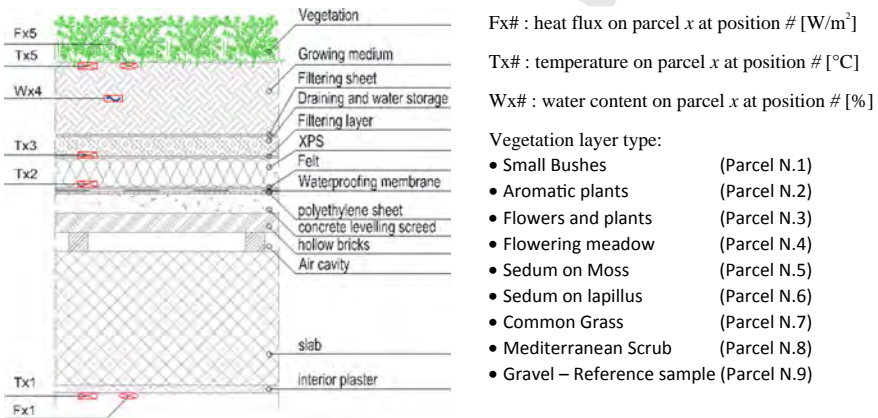 Fx5
Tx5
Wx4
Tx3
Tx2
Tx1
Fx1
Vegetation
Growing medium
Filtering sheet
Draining and water storage
Filtering layer
XPS
Felt
Waterproofing membrane
polyethylene sheet
concrete levelling screed
hollow bricks
Air cavity
slab
interior plaster
Fx# : heat flux on parcel x at position # [W/m²]
Tx# : temperature on parcel x at position # [°C]
Wx# : water content on parcel x at position # [%]
Vegetation layer type:
• Small Bushes (Parcel N.1)
• Aromatic plants (Parcel N.2)
• Flowers and plants (Parcel N.3)
• Flowering meadow (Parcel N.4)
• Sedum on Moss (Parcel N.5)
• Sedum on lapillus (Parcel N.6)
• Common Grass (Parcel N.7)
• Mediterranean Scrub (Parcel N.8)
• Gravel – Reference sample (Parcel N.9)